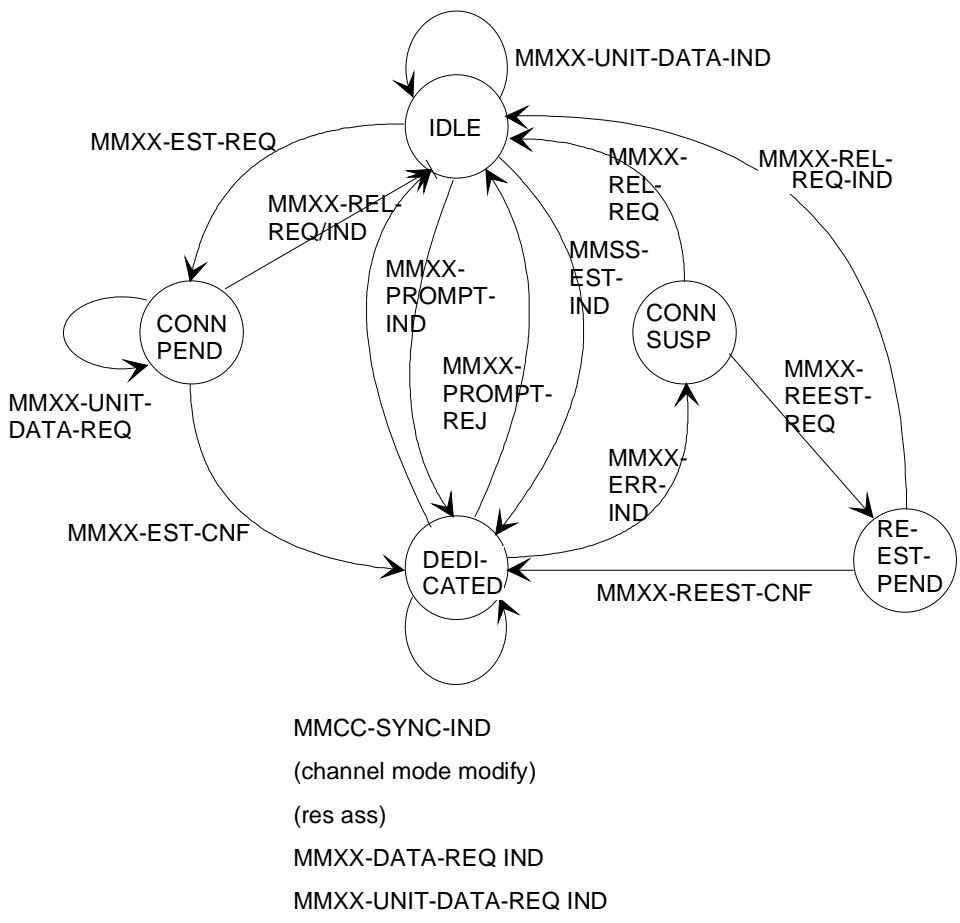 MMXX-UNIT-DATA-IND
IDLE
MMXX-EST-REQ
MMXX-
REL-
REQ
MMXX-REL-
REQ-IND
MMXX-REL-
REQ/IND
MMXX-
PROMPT-
IND
MMSS-
EST-
IND
CONN
PEND
CONN
SUSP
MMXX-
PROMPT-
REJ
MMXX-
REEST-
REQ
MMXX-UNIT-
DATA-REQ
MMXX-
ERR-
IND
MMXX-EST-CNF
DEDI-
CATED
RE-
EST-
PEND
MMXX-REEST-CNF
MMCC-SYNC-IND
(channel mode modify)
(res ass)
MMXX-DATA-REQ IND
MMXX-UNIT-DATA-REQ IND